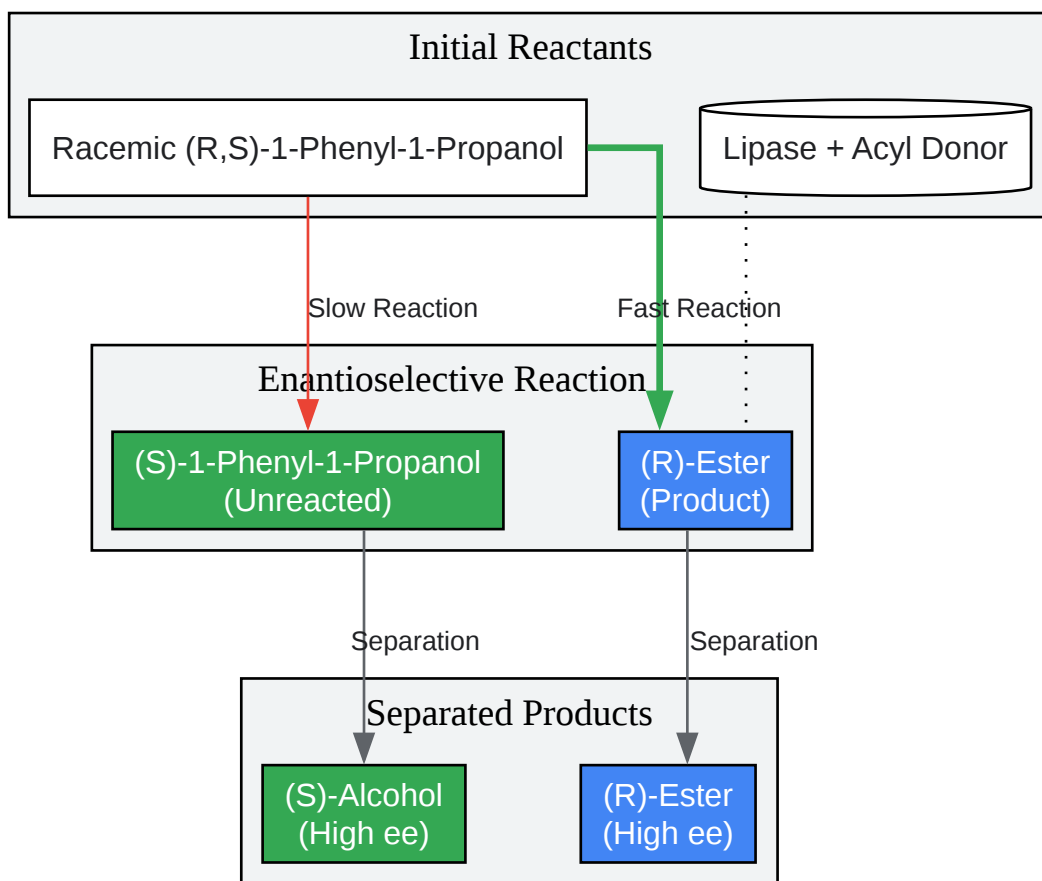 Initial Reactants
Racemic (R,S)-1-Phenyl-1-Propanol
Lipase + Acyl Donor
Slow Reaction
Fast Reaction
Enantioselective Reaction
(S)-1-Phenyl-1-Propanol
(Unreacted)
(R)-Ester
(Product)
Separation
Separation
Separated Products
(S)-Alcohol
(High ee)
(R)-Ester
(High ee)